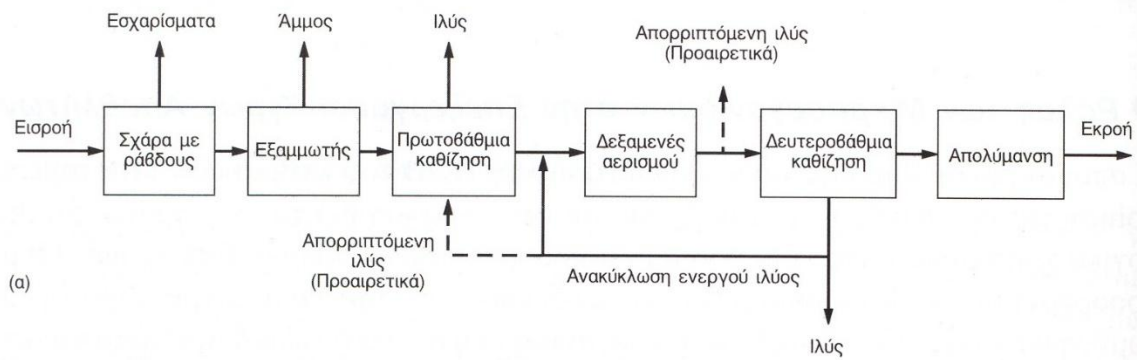 Εσχαρίσματα
Άμμος
Ιλύς
Απορριπτόμενη ιλύς
(Προαιρετικά)
Εισροή
Σχάρα με
ράβδους
Εξαμμωτής
Πρωτοβάθμια
καθίζηση
Δεξαμενές
αερισμού
Δευτεροβάθμια
καθίζηση
Απολύμανση
Εκροή
Απορριπτόμενη
ιλύς
(Προαιρετικά)
Ανακύκλωση ενεργού ιλύος
(α)
Ιλύς